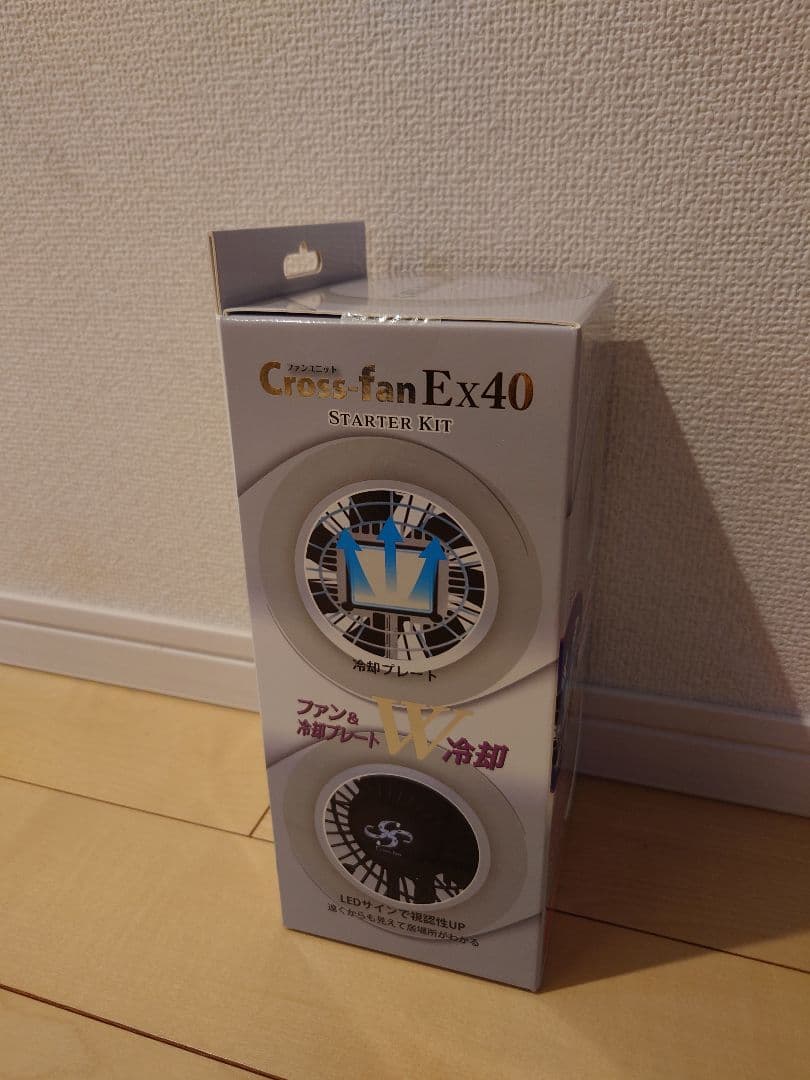 ファンユニット
Cross-fan Ex40
STARTER KIT
冷却プレート
ファン&
冷却プレート
W冷却
LEDサインで視認性UP
遠くからも見えて居場所がわかる